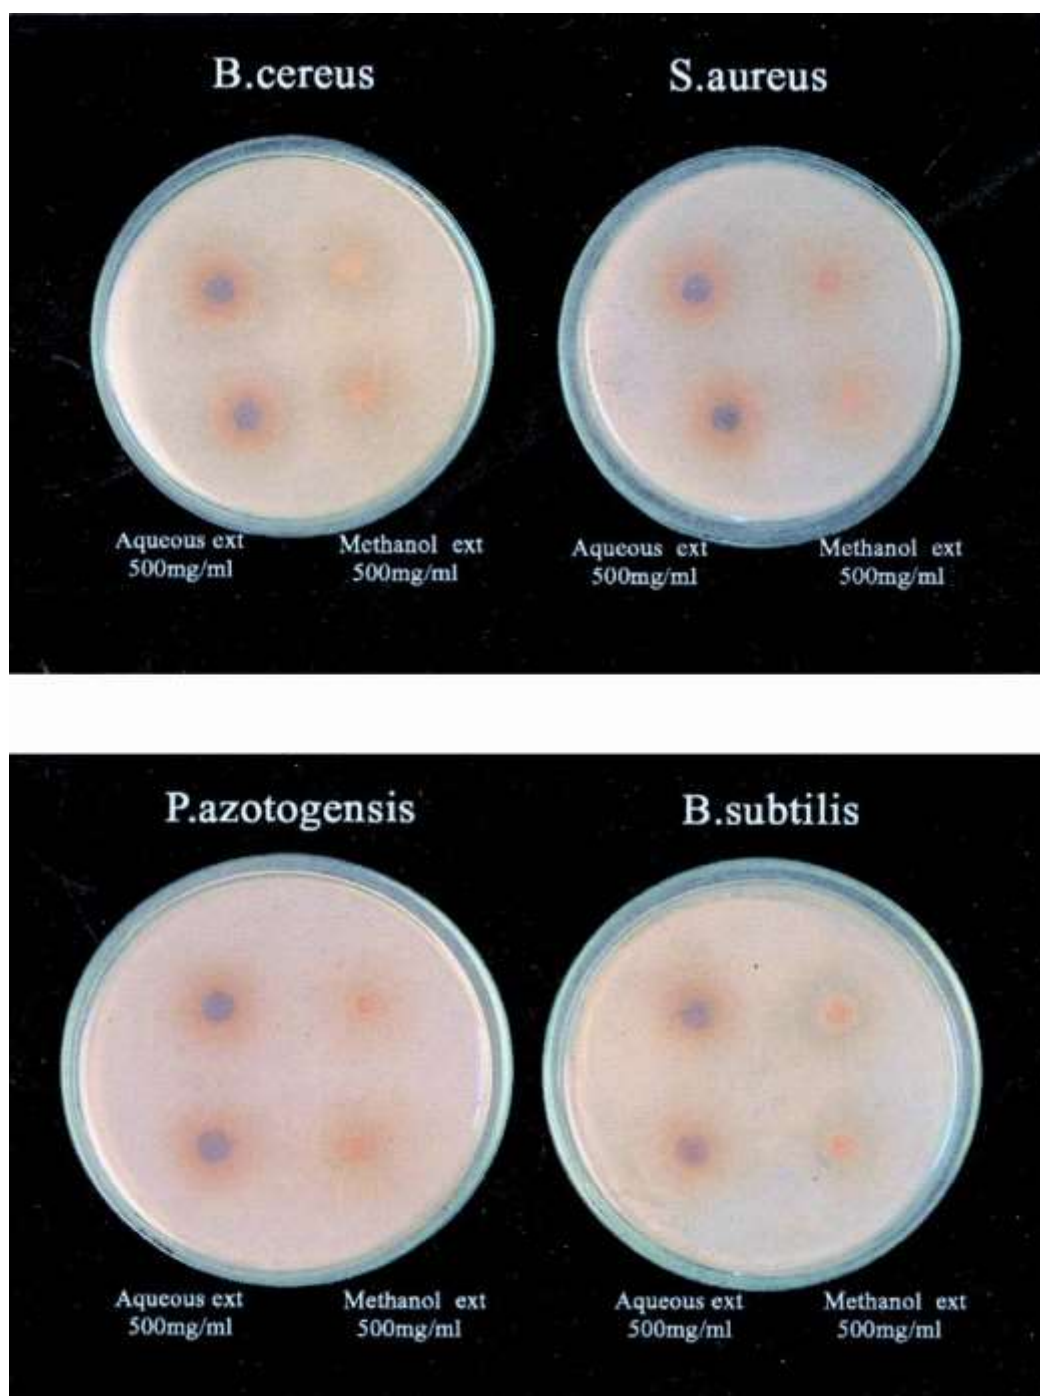 B.cereus
S.aureus
Aqueous ext
500mg/ml
Methanol ext
500mg/ml
Aqueous ext
500mg/ml
Methanol ext
500mg/ml
P.azotogensis
B.subtilis
Aqueous ext
500mg/ml
Methanol ext
500mg/ml
Aqueous ext
500mg/ml
Methanol ext
500mg/ml